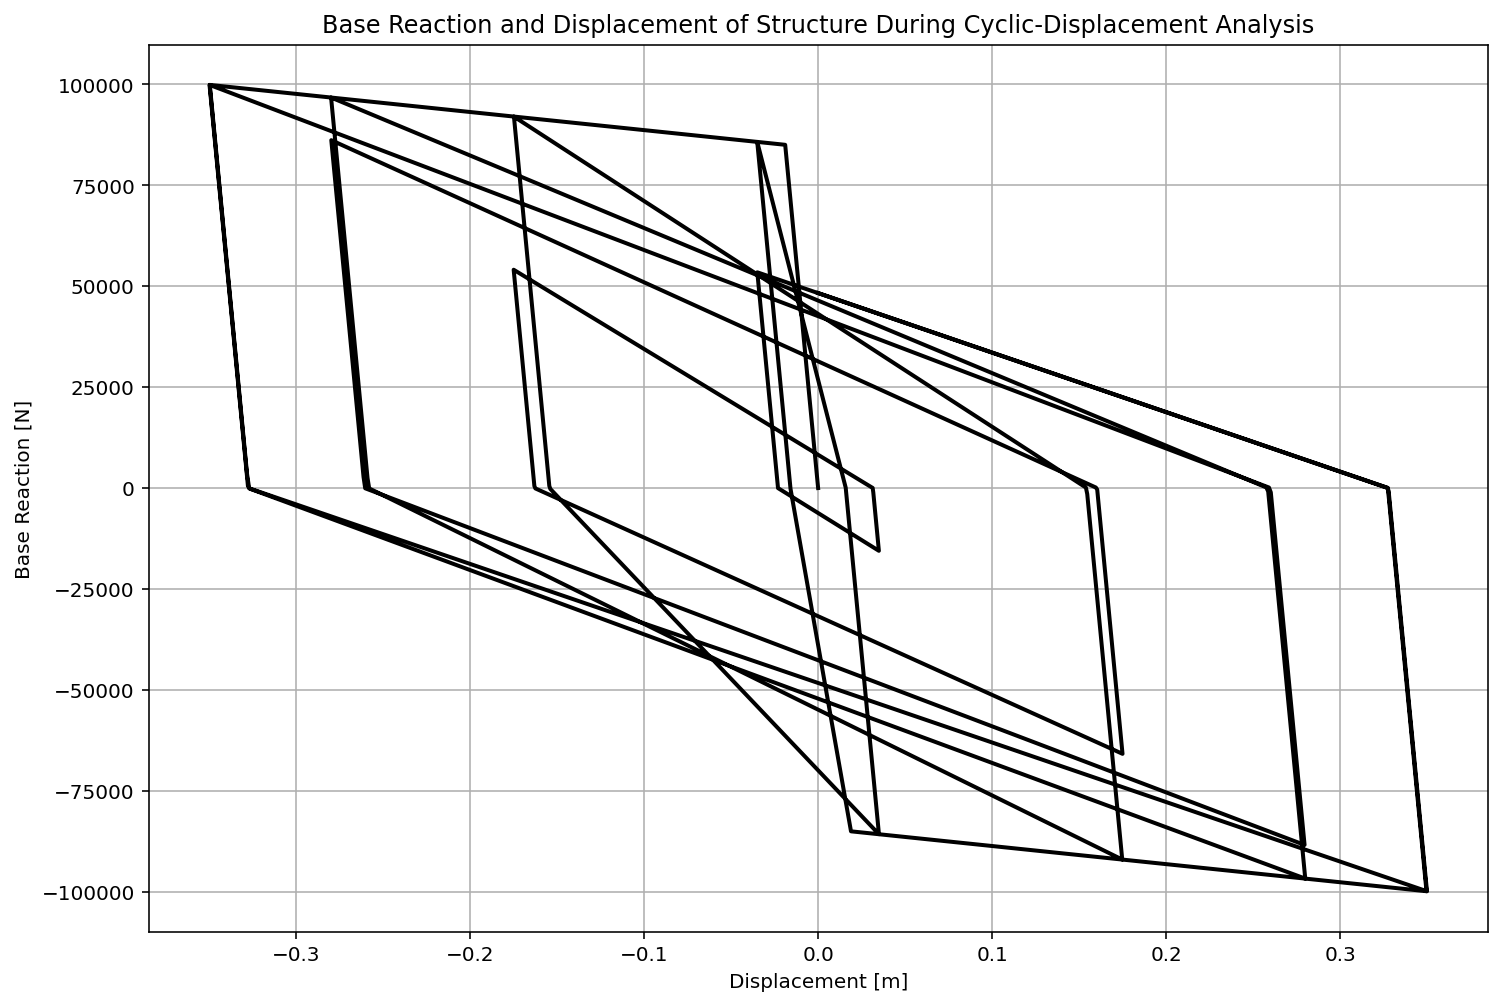 Base Reaction and Displacement of Structure During Cyclic-Displacement Analysis
100000
75000
50000
25000
0
−25000
−50000
−75000
−100000
Base Reaction [N]
−0.3 −0.2 −0.1 0.0 0.1 0.2 0.3
Displacement [m]